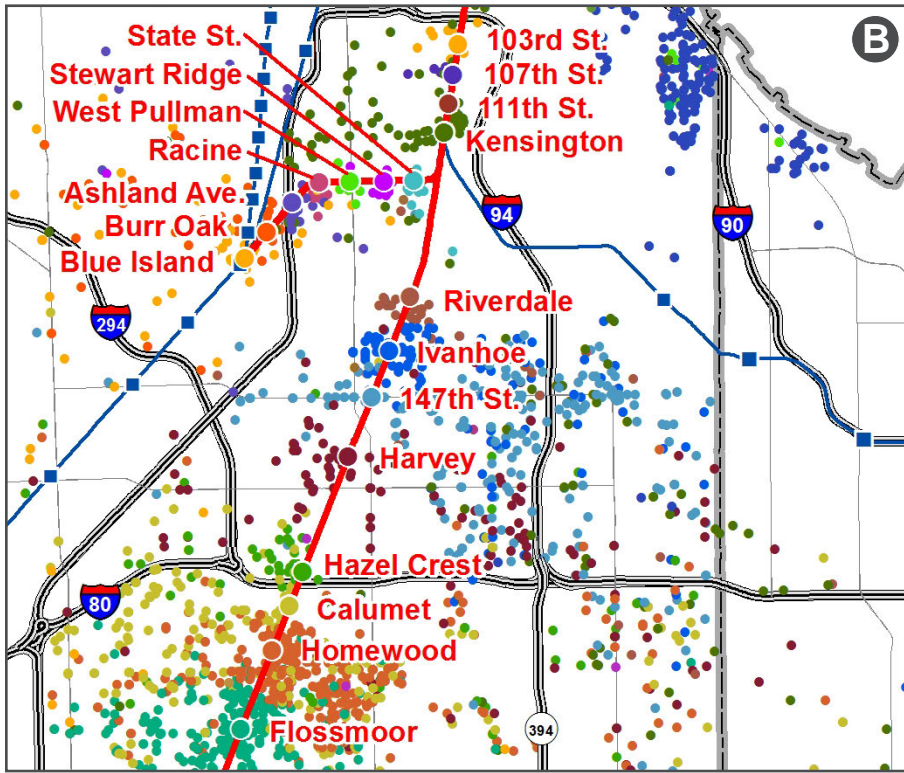 B
State St.
103rd St.
Stewart Ridge
107th St.
West Pullman
111th St.
Kensington
Racine
Ashland Ave.
94
90
Burr Oak
Blue Island
Riverdale
294
Ivanhoe
147th St.
Harvey
Hazel Crest
80
Calumet
Homewood
Flossmoor
394